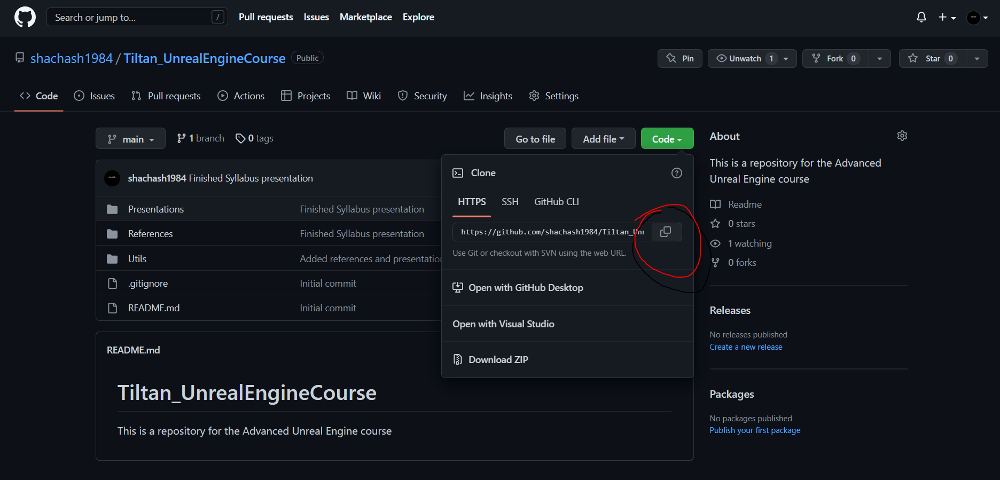 Search or jump to... / Pull requests Issues Marketplace Explore
shachash1984 / Tiltan_UnrealEngineCourse Public Pin Unwatch 1 Fork 0 Star 0
Code Issues Pull requests Actions Projects Wiki Security Insights Settings
main 1 branch 0 tags Go to file Add file Code
shachash1984 Finished Syllabus presentation
Presentations Finished Syllabus presentation
References Finished Syllabus presentation
Utils Added references and presentation
.gitignore Initial commit
README.md Initial commit
Clone
HTTPS SSH GitHub CLI
https://github.com/shachash1984/Tiltan_Unr
Use Git or checkout with SVN using the web URL.
Open with GitHub Desktop
Open with Visual Studio
Download ZIP
README.md
Tiltan_UnrealEngineCourse
This is a repository for the Advanced Unreal Engine course
About
This is a repository for the Advanced
Unreal Engine course
Readme
0 stars
1 watching
0 forks
Releases
No releases published
Create a new release
Packages
No packages published
Publish your first package